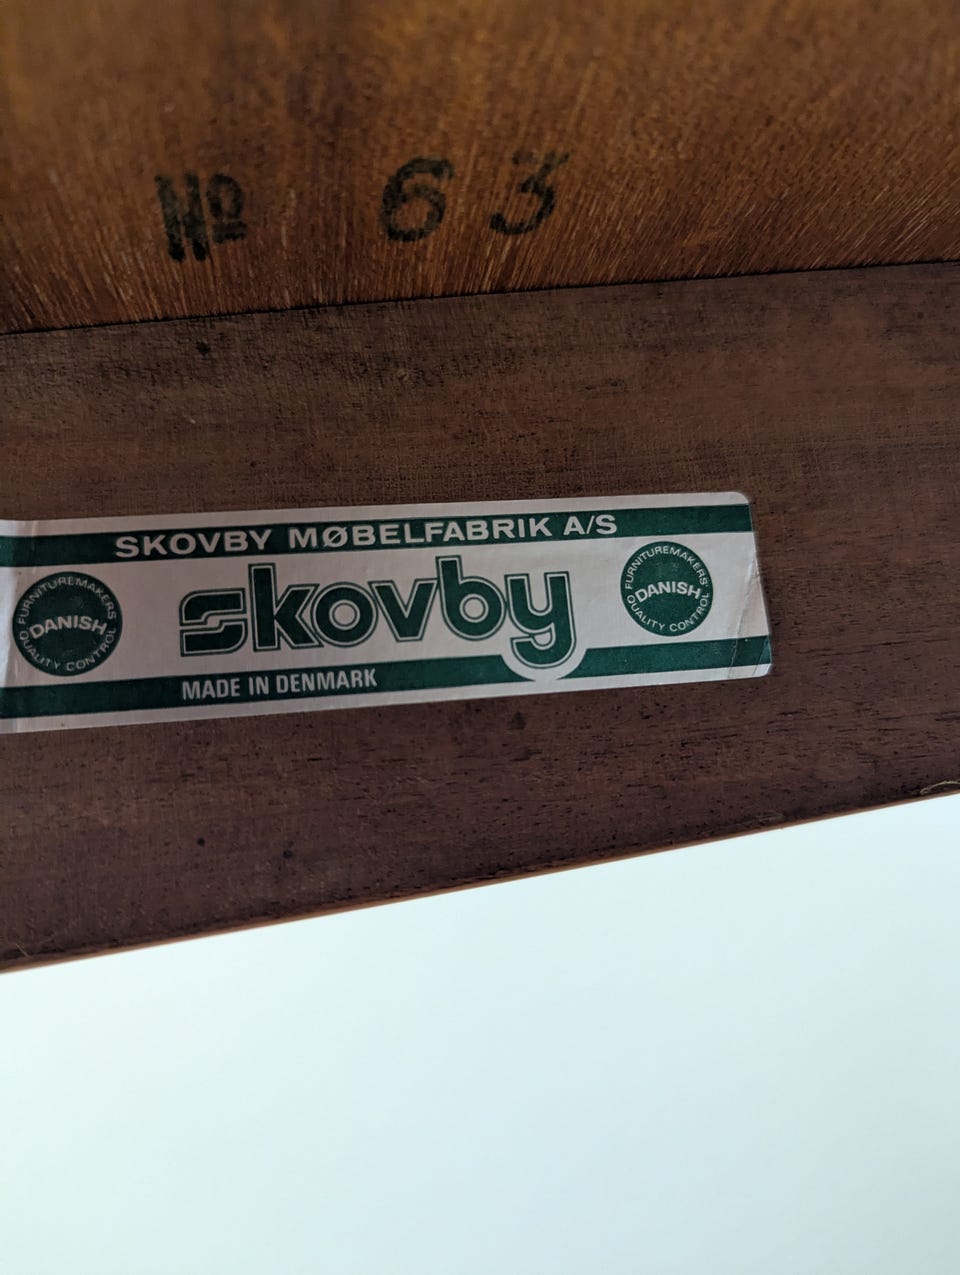 Nº 63
SKOVBY MØBELFABRIK A/S
FURNITUREMAKERS
DANISH
QUALITY CONTROL
skovby
FURNITUREMAKERS
DANISH
QUALITY CONTROL
MADE IN DENMARK